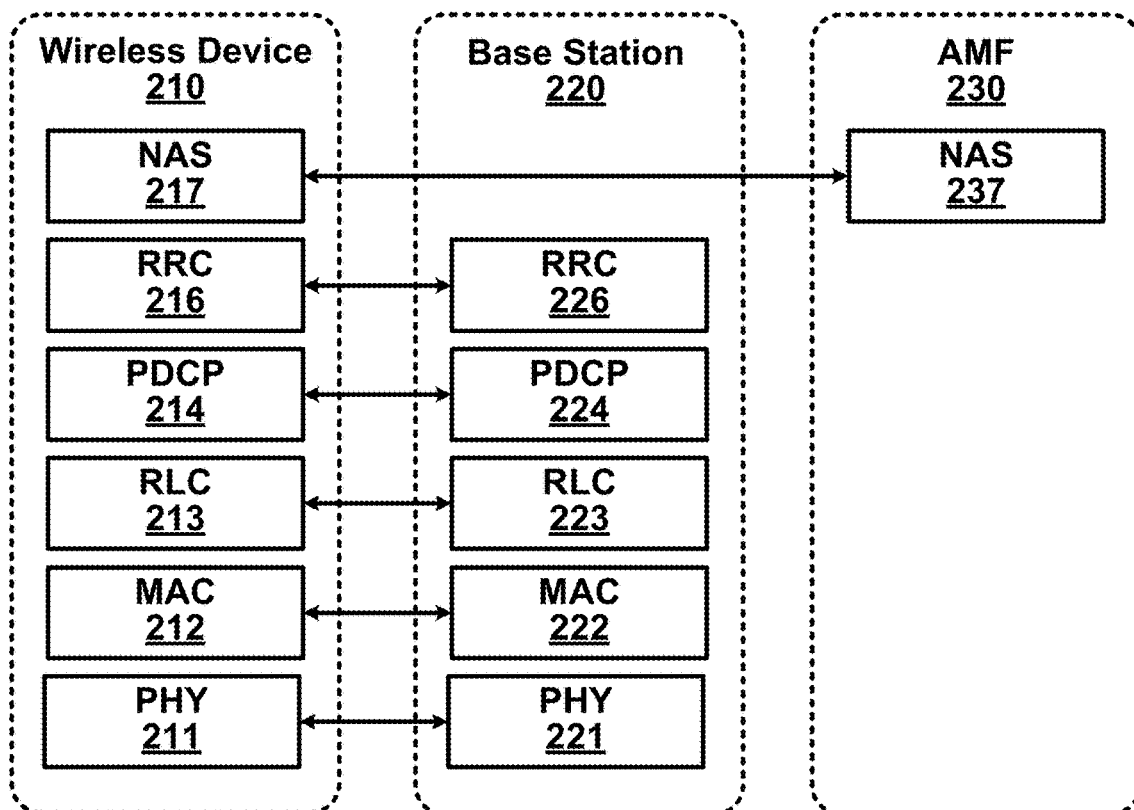 Wireless Device
210
Base Station
220
AMF
230
NAS
217
NAS
237
RRC
216
RRC
226
PDCP
214
PDCP
224
RLC
213
RLC
223
MAC
212
MAC
222
PHY
211
PHY
221